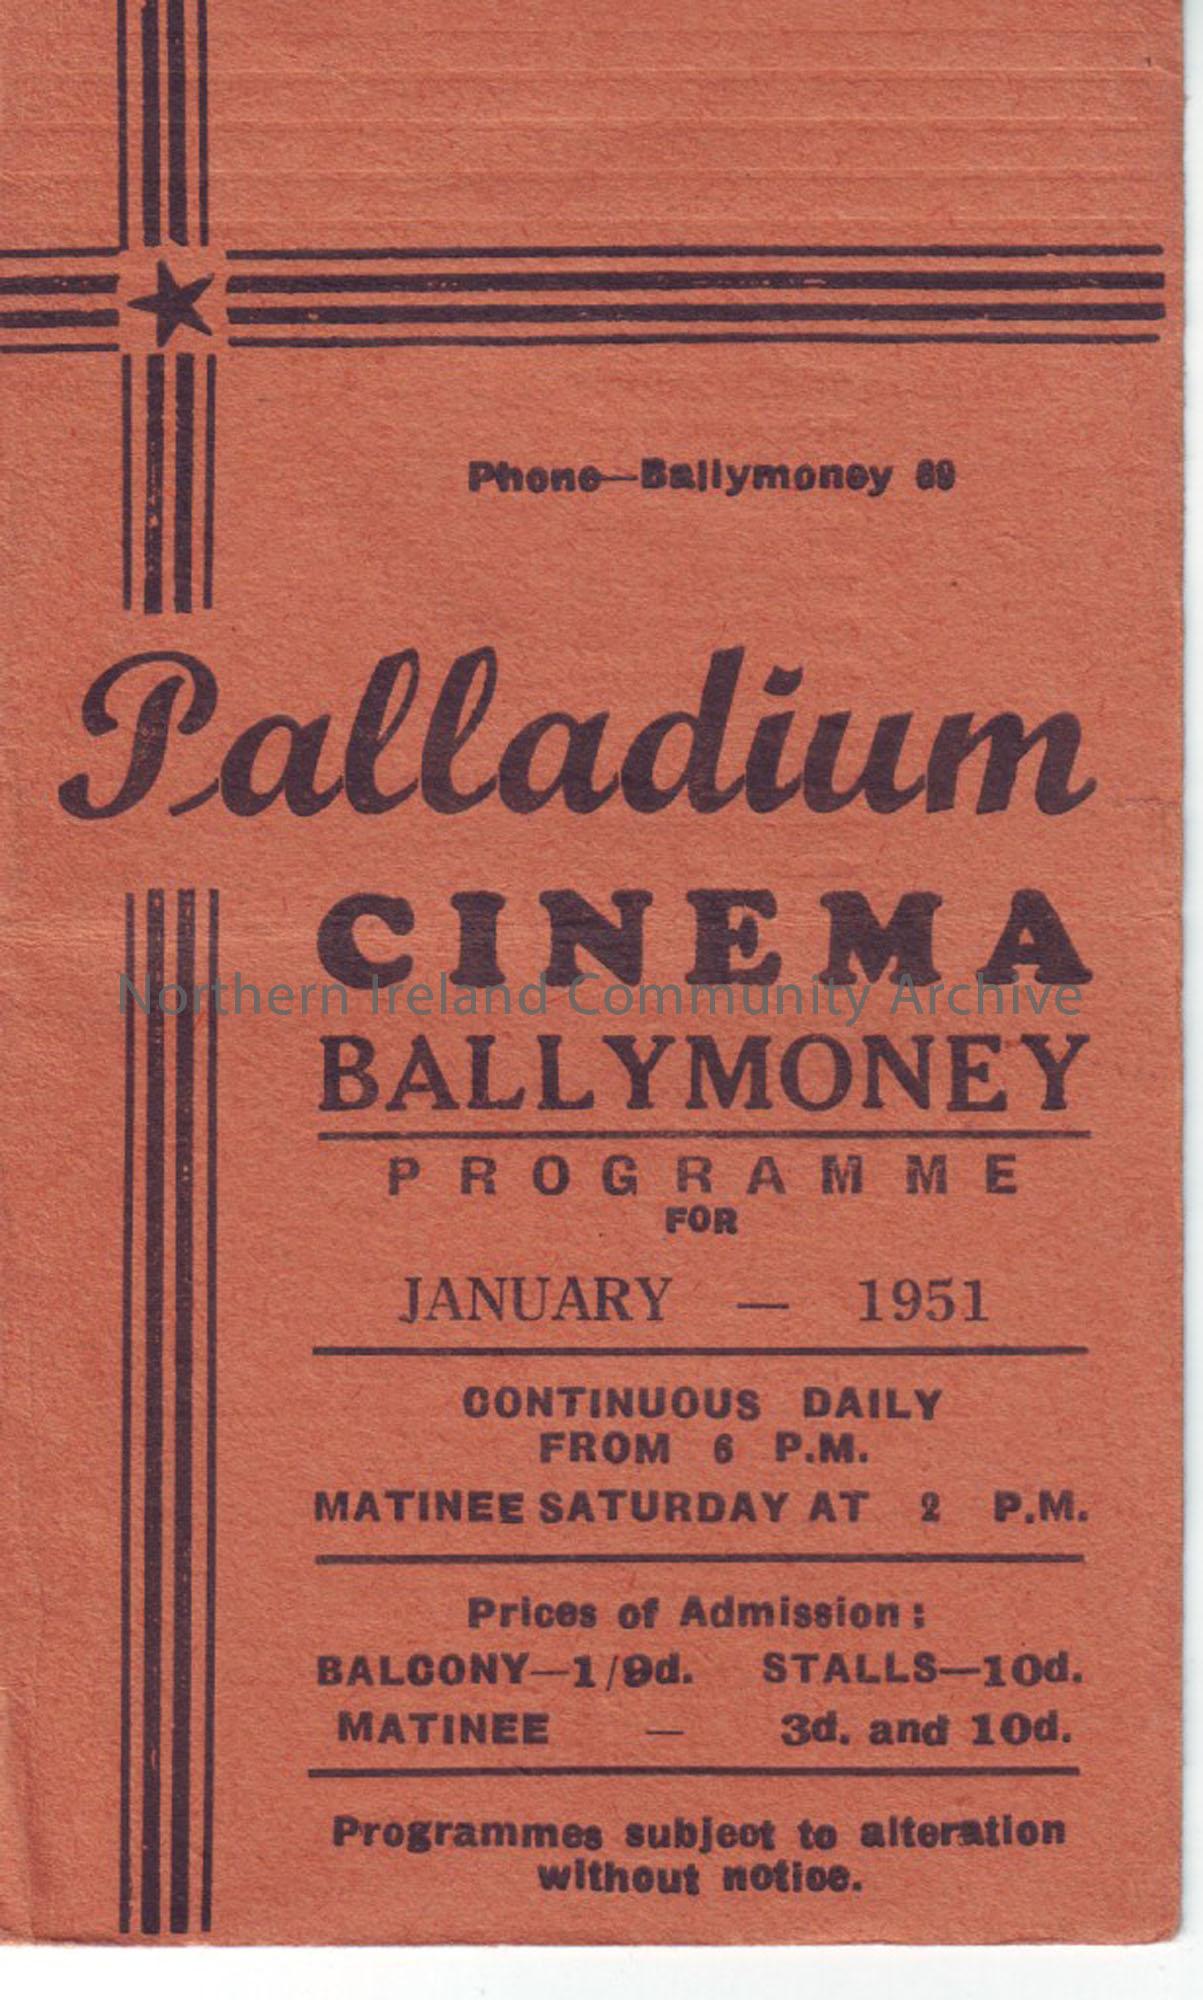 Phone—Ballymoney 69
Palladium
CINEMA
Northern Ireland Community Archive
BALLYMONEY
PROGRAMME
FOR
JANUARY — 1951
CONTINUOUS DAILY
FROM 6 P.M.
MATINEE SATURDAY AT 2 P.M.
Prices of Admission:
BALCONY—1/9d. STALLS—10d.
MATINEE — 3d. and 10d.
Programmes subject to alteration
without notice.